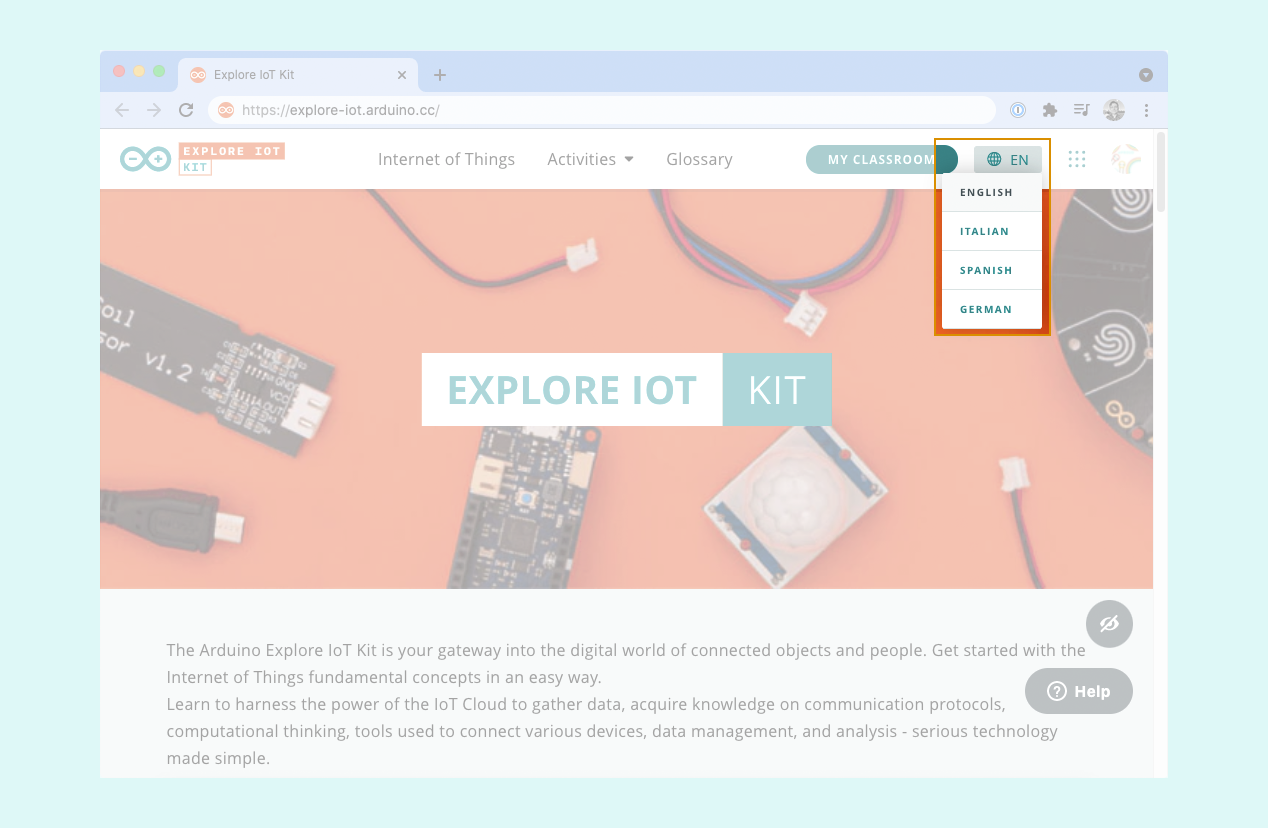 Explore IoT Kit
https://explore-iot.arduino.cc/
EXPLORE IOT
KIT
Internet of Things
Activities
Glossary
MY CLASSROOM
EN
ENGLISH
ITALIAN
SPANISH
GERMAN
oil
sor v1.2
GND
VCC
OUT
EXPLORE IOT KIT
The Arduino Explore IoT Kit is your gateway into the digital world of connected objects and people. Get started with the
Internet of Things fundamental concepts in an easy way.
Learn to harness the power of the IoT Cloud to gather data, acquire knowledge on communication protocols,
computational thinking, tools used to connect various devices, data management, and analysis - serious technology
made simple.
Help